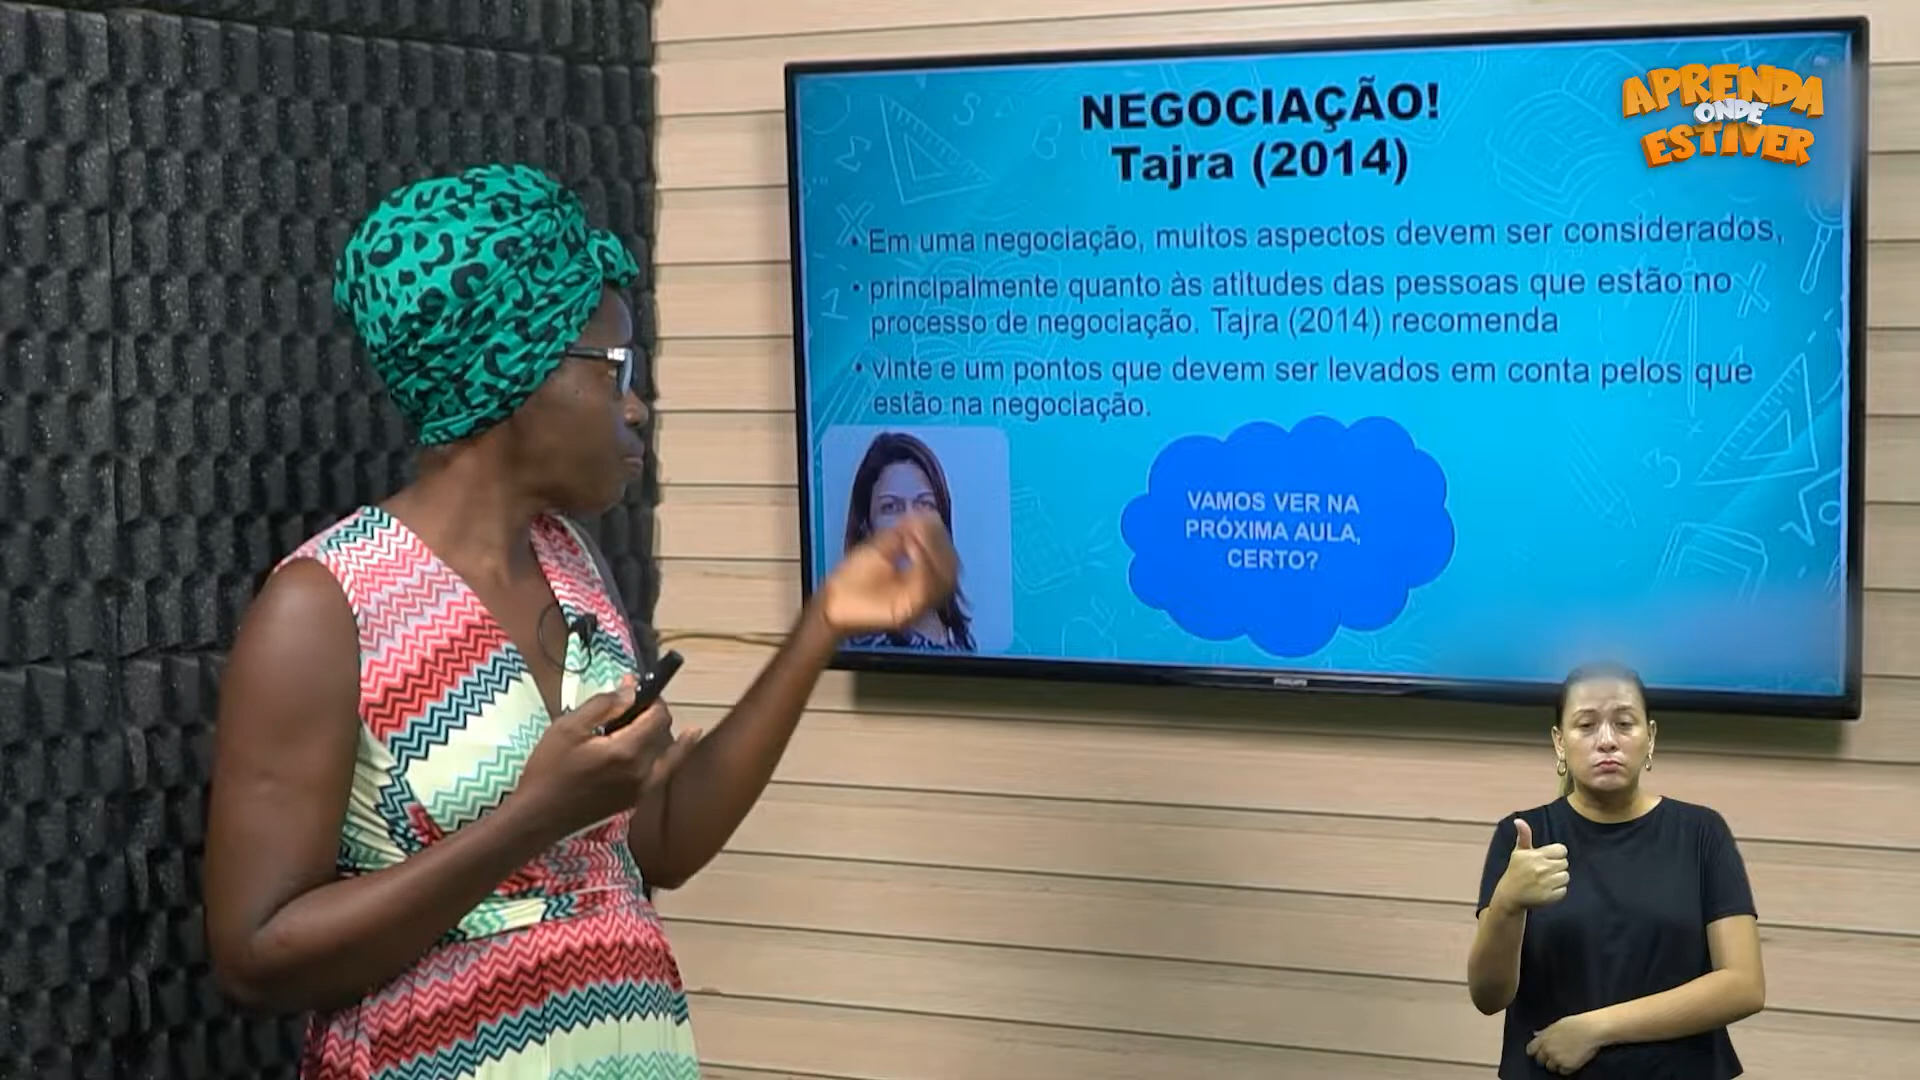 NEGOCIAÇÃO!
Tajra (2014)
APRENDA
ONDE
ESTIVER
• Em uma negociação, muitos aspectos devem ser considerados,
• principalmente quanto às atitudes das pessoas que estão no
processo de negociação. Tajra (2014) recomenda
• vinte e um pontos que devem ser levados em conta pelos que
estão na negociação.
VAMOS VER NA
PRÓXIMA AULA,
CERTO?
PHILIPS